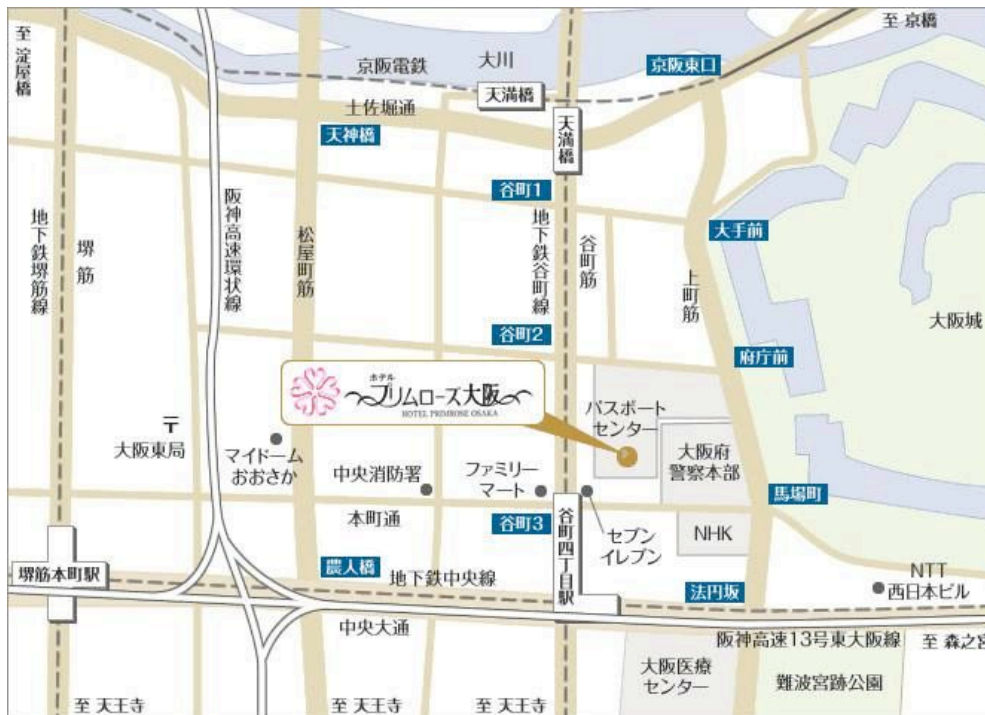 至 淀屋橋
京阪電鉄
大川
京阪東口
至 京橋
天満橋
土佐堀通
天神橋
天満橋
谷町1
地下鉄堺筋線
堺筋
阪神高速環状線
松屋町筋
地下鉄谷町線
谷町筋
大手前
上町筋
大阪城
谷町2
府庁前
ホテル
プリムローズ大阪
HOTEL PRIMROSE OSAKA
パスポート
センター
〒
大阪東局
マイドーム
おおさか
中央消防署
ファミリー
マート
大阪府
警察本部
馬場町
本町通
谷町3
谷町四丁目駅
セブン
イレブン
NHK
堺筋本町駅
農人橋
地下鉄中央線
法円坂
NTT
西日本ビル
中央大通
阪神高速13号東大阪線
至 森之宮
大阪医療
センター
難波宮跡公園
至 天王寺
至 天王寺
至 天王寺